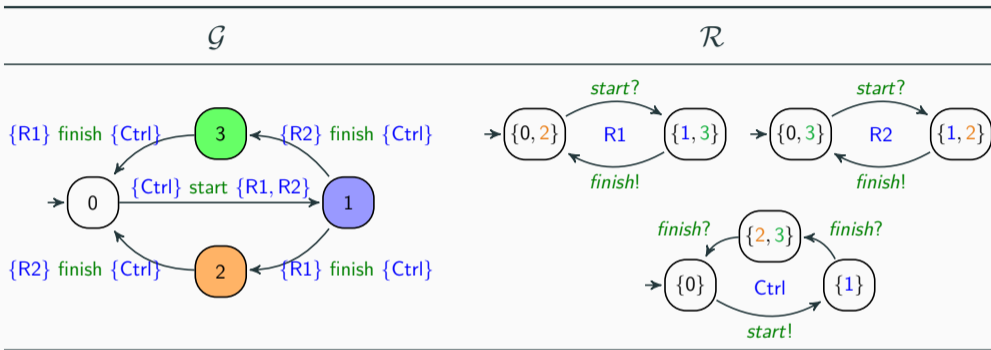 𝒢
ℛ
{R1} finish {Ctrl}
3
{R2} finish {Ctrl}
0
{Ctrl} start {R1, R2}
1
{R2} finish {Ctrl}
2
{R1} finish {Ctrl}
start?
{0, 2}
R1
{1, 3}
finish!
start?
{0, 3}
R2
{1, 2}
finish!
finish?
{2, 3}
finish?
{0}
Ctrl
{1}
start!